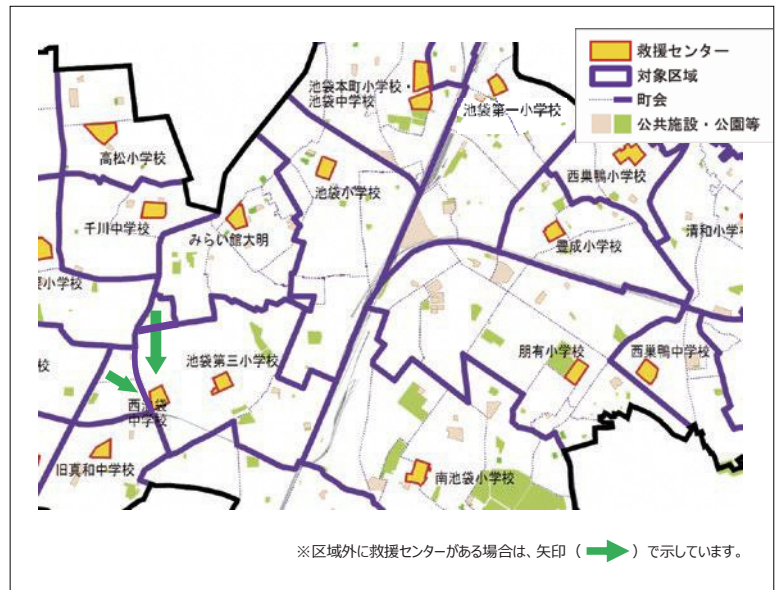 救援センター
対象区域
町会
公共施設・公園等
池袋本町小学校・
池袋中学校
池袋第一小学校
高松小学校
池袋小学校
西巣鴨小学校
千川中学校
みらい館大明
豊成小学校
清和小学校
小学校
池袋第三小学校
朋有小学校
西巣鴨中学校
校
西池袋
中学校
旧真和中学校
南池袋小学校
※区域外に救援センターがある場合は、矢印（ ）で示しています。